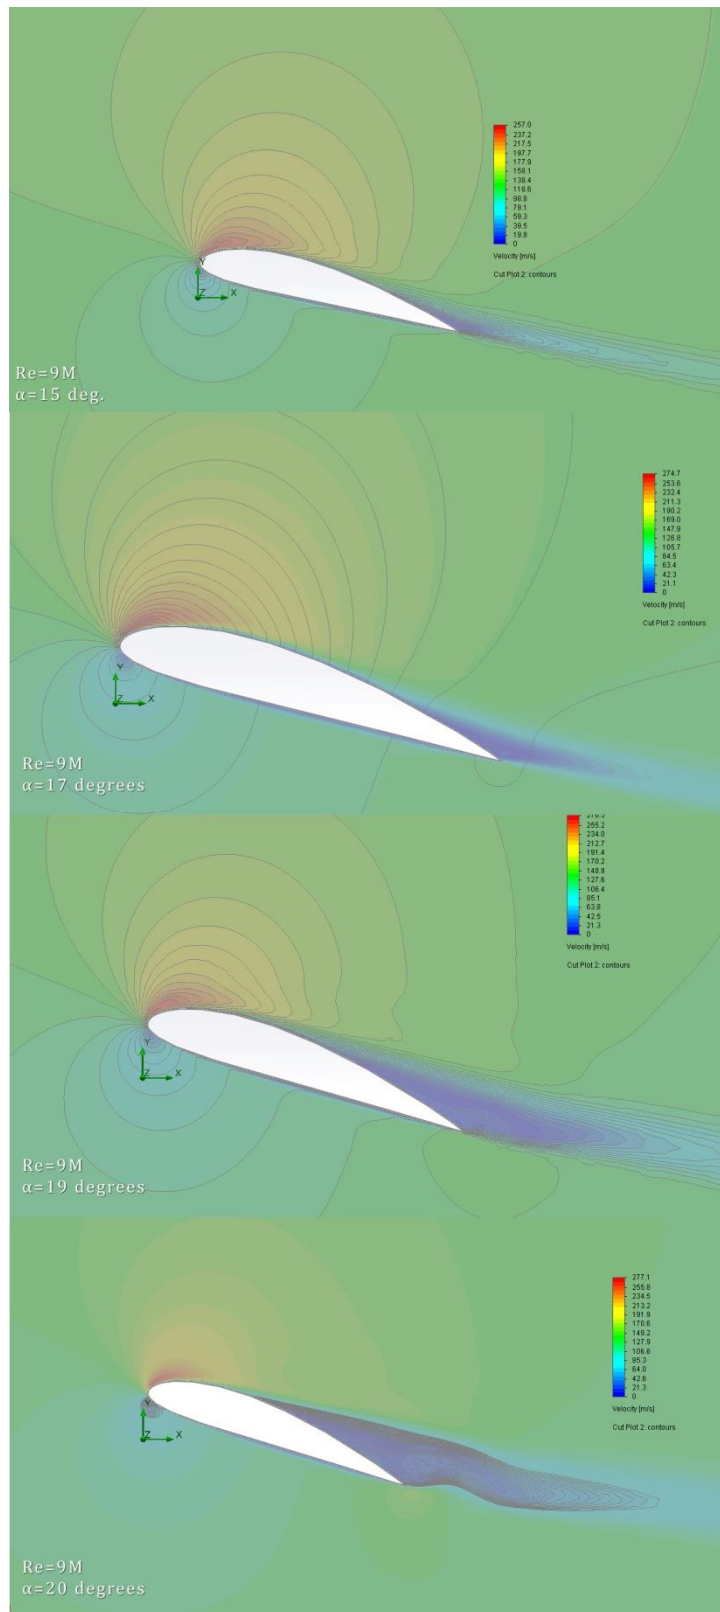 257.0
237.2
217.5
197.7
177.9
158.1
138.4
118.6
98.8
79.1
59.3
39.5
19.8
0
Velocity [m/s]
Cut Plot 2: contours
Y
Z X
Re=9M
α=15 deg.
274.7
253.6
232.4
211.3
190.2
169.0
147.9
126.8
105.7
84.5
63.4
42.3
21.1
0
Velocity [m/s]
Cut Plot 2: contours
Y
Z X
Re=9M
α=17 degrees
255.2
234.0
212.7
191.4
170.2
148.9
127.6
106.4
85.1
63.8
42.5
21.3
0
Velocity [m/s]
Cut Plot 2: contours
Y
Z X
Re=9M
α=19 degrees
277.1
255.8
234.5
213.2
191.9
170.6
149.2
127.9
106.6
85.3
64.0
42.6
21.3
0
Velocity [m/s]
Cut Plot 2: contours
Y
Z X
Re=9M
α=20 degrees